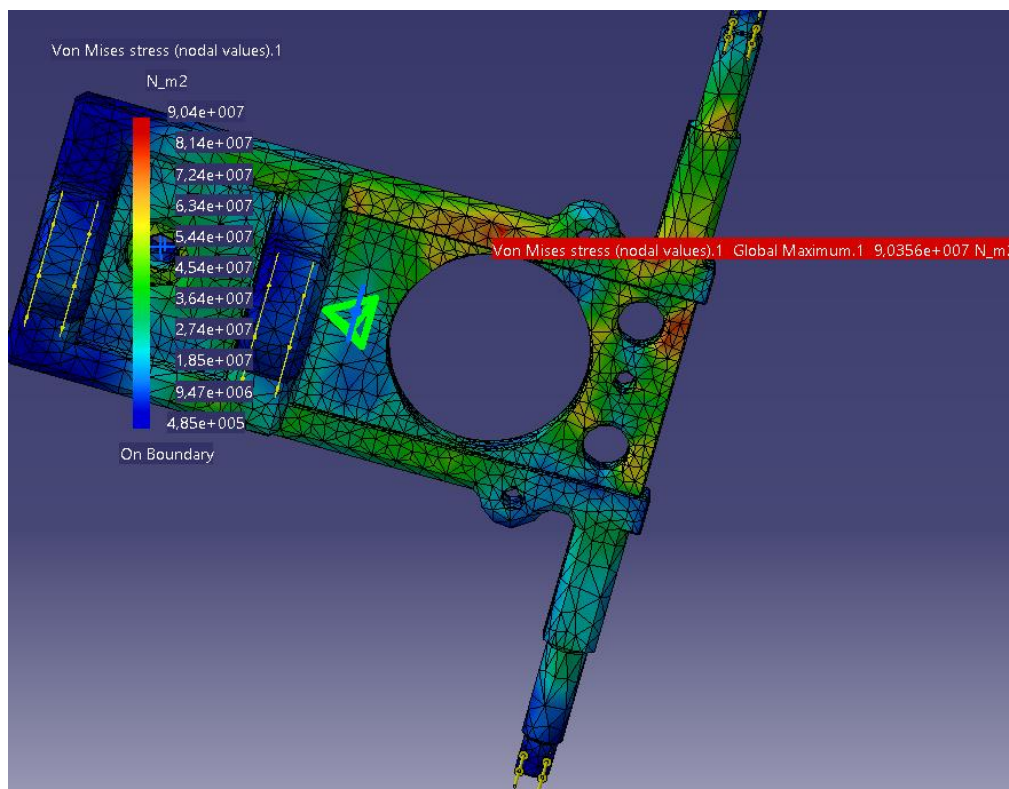 Von Mises stress (nodal values).1
N_m2
9,04e+007
8,14e+007
7,24e+007
6,34e+007
5,44e+007
4,54e+007
3,64e+007
2,74e+007
1,85e+007
9,47e+006
4,85e+005
On Boundary
Von Mises stress (nodal values).1 Global Maximum.1 9,0356e+007 N_m2